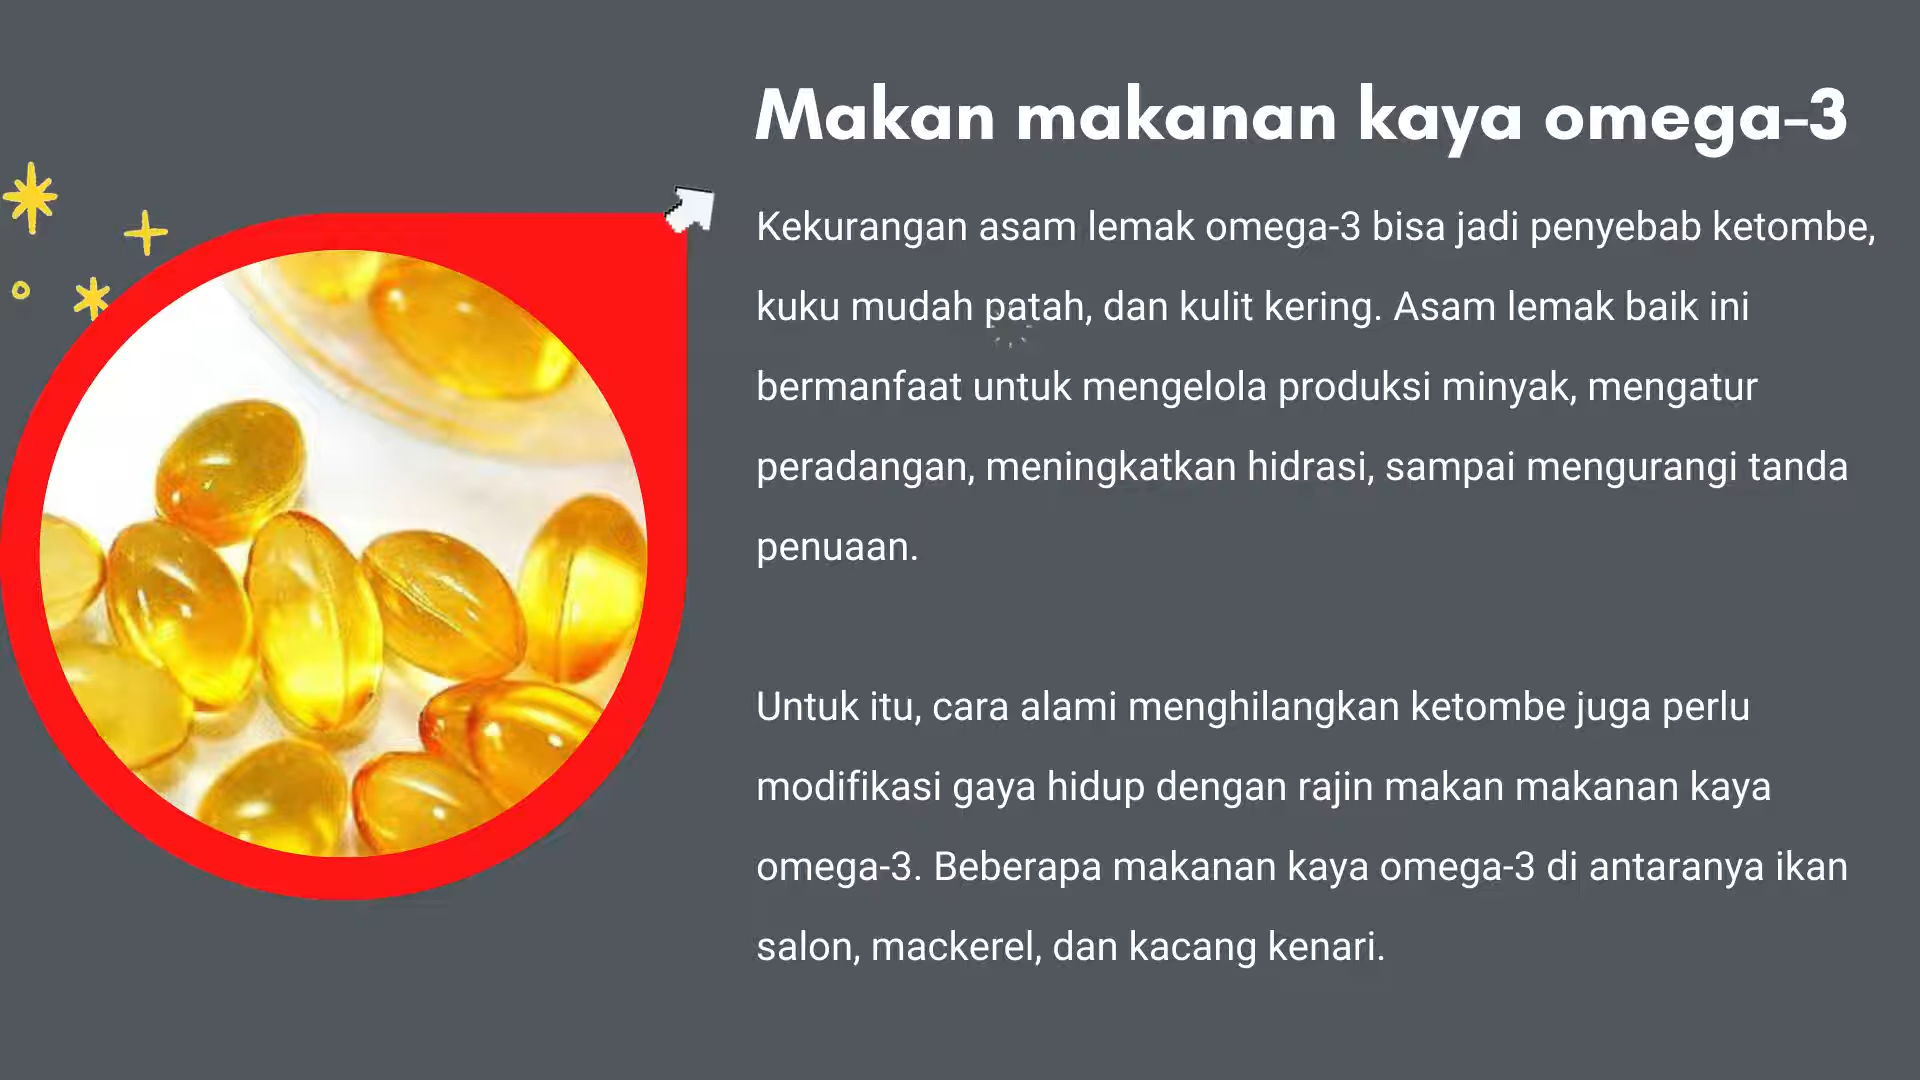 Makan makanan kaya omega-3
Kekurangan asam lemak omega-3 bisa jadi penyebab ketombe,
kuku mudah patah, dan kulit kering. Asam lemak baik ini
bermanfaat untuk mengelola produksi minyak, mengatur
peradangan, meningkatkan hidrasi, sampai mengurangi tanda
penuaan.
Untuk itu, cara alami menghilangkan ketombe juga perlu
modifikasi gaya hidup dengan rajin makan makanan kaya
omega-3. Beberapa makanan kaya omega-3 di antaranya ikan
salon, mackerel, dan kacang kenari.